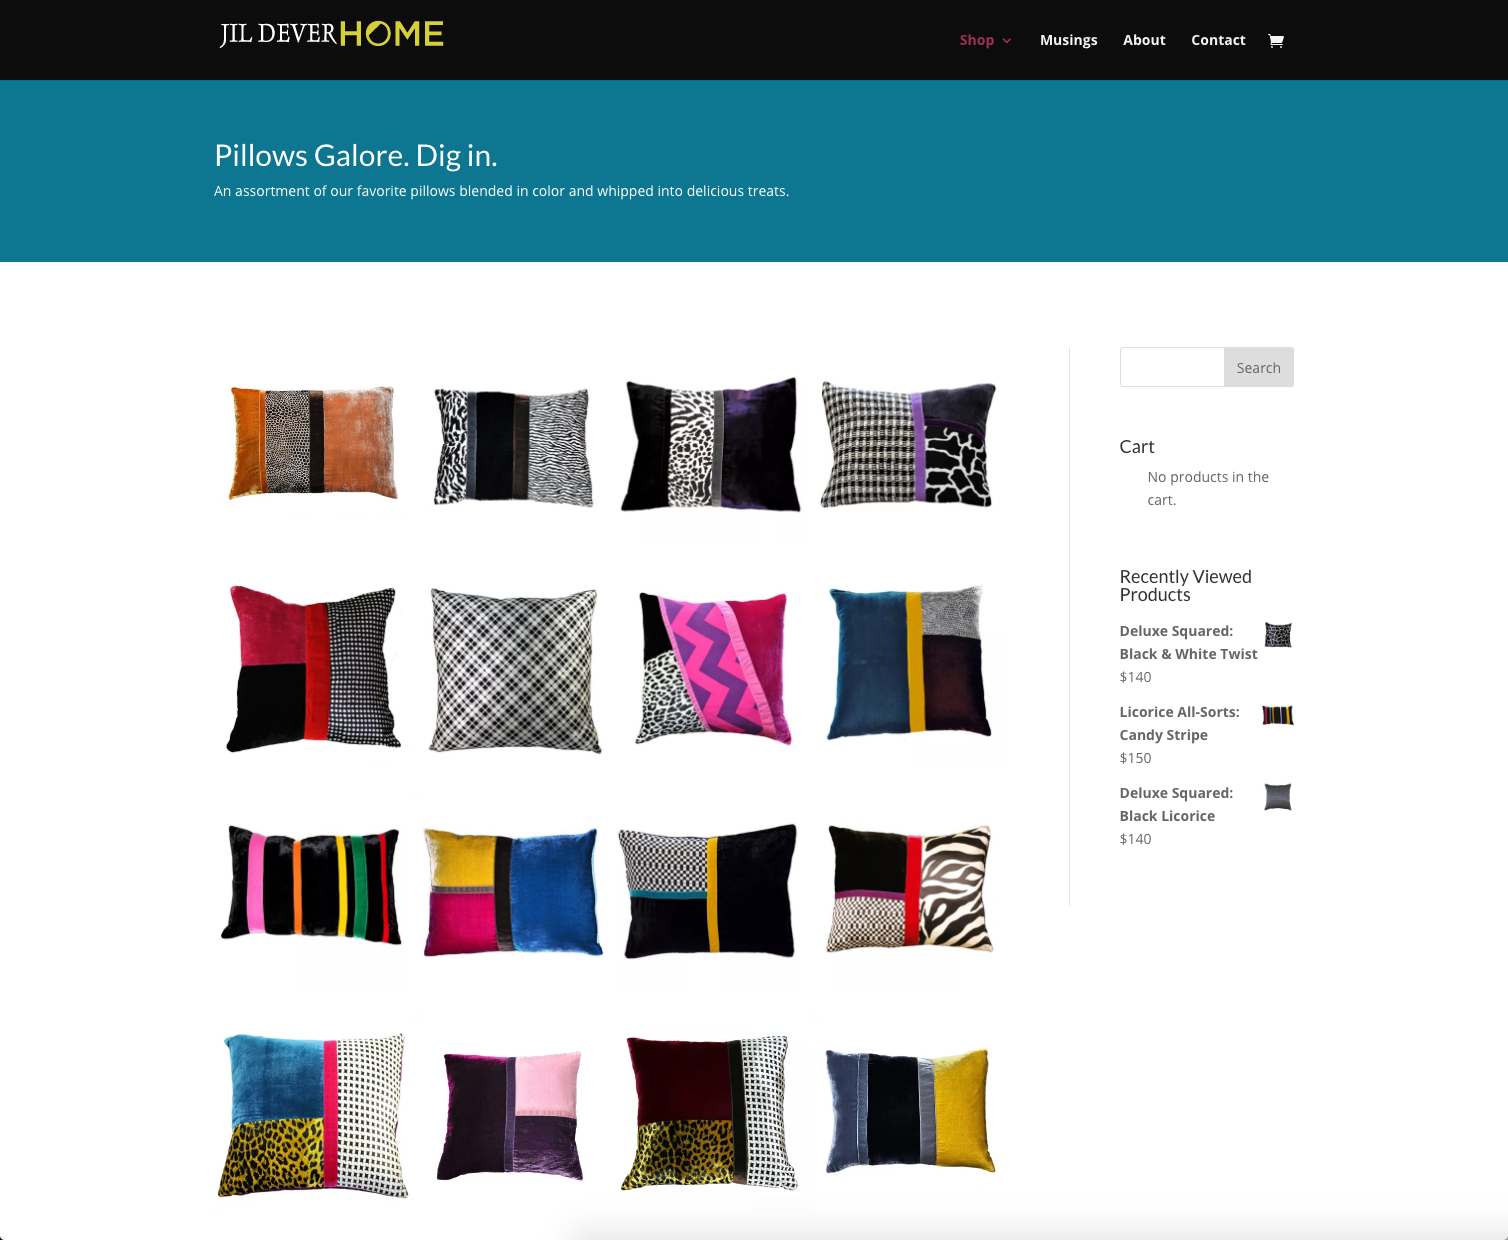 JIL DEVERHOME
Shop
Musings
About
Contact
Pillows Galore. Dig in.
An assortment of our favorite pillows blended in color and whipped into delicious treats.
Search
Cart
No products in the
cart.
Recently Viewed
Products
Deluxe Squared:
Black & White Twist
$140
Licorice All-Sorts:
Candy Stripe
$150
Deluxe Squared:
Black Licorice
$140